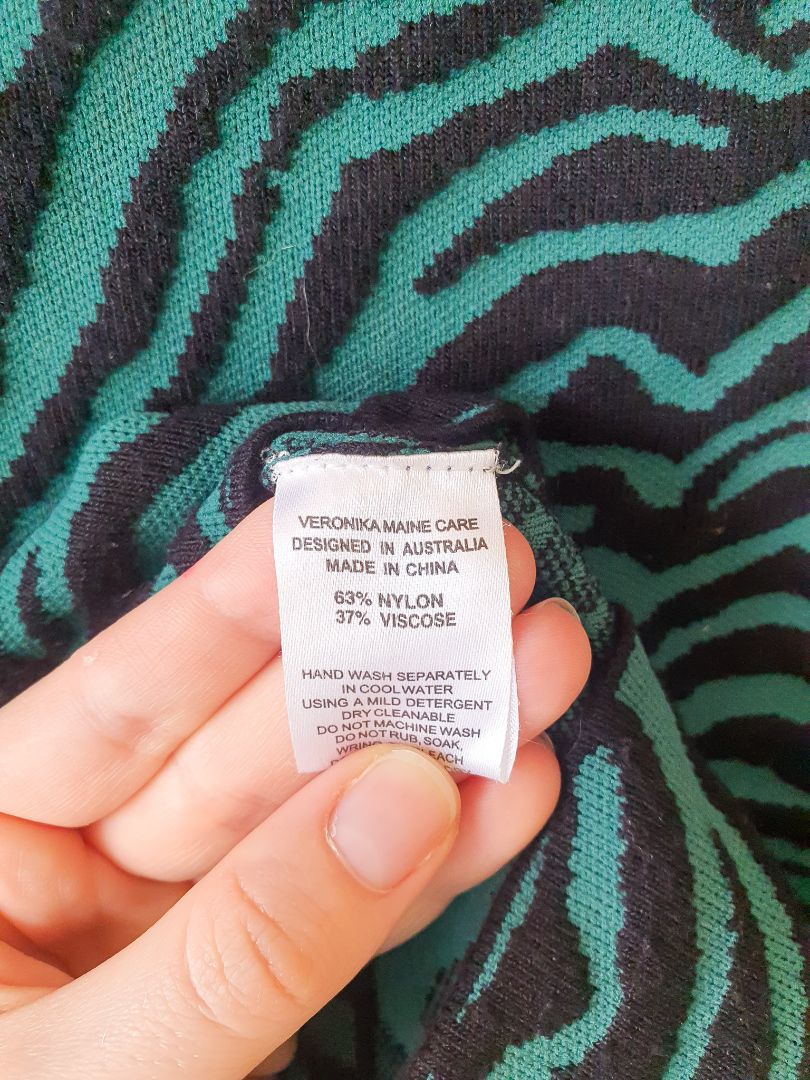 VERONIKA MAINE CARE
DESIGNED IN AUSTRALIA
MADE IN CHINA
63% NYLON
37% VISCOSE
HAND WASH SEPARATELY
IN COOL WATER
USING A MILD DETERGENT
DRY CLEANABLE
DO NOT MACHINE WASH
DO NOT RUB, SOAK,